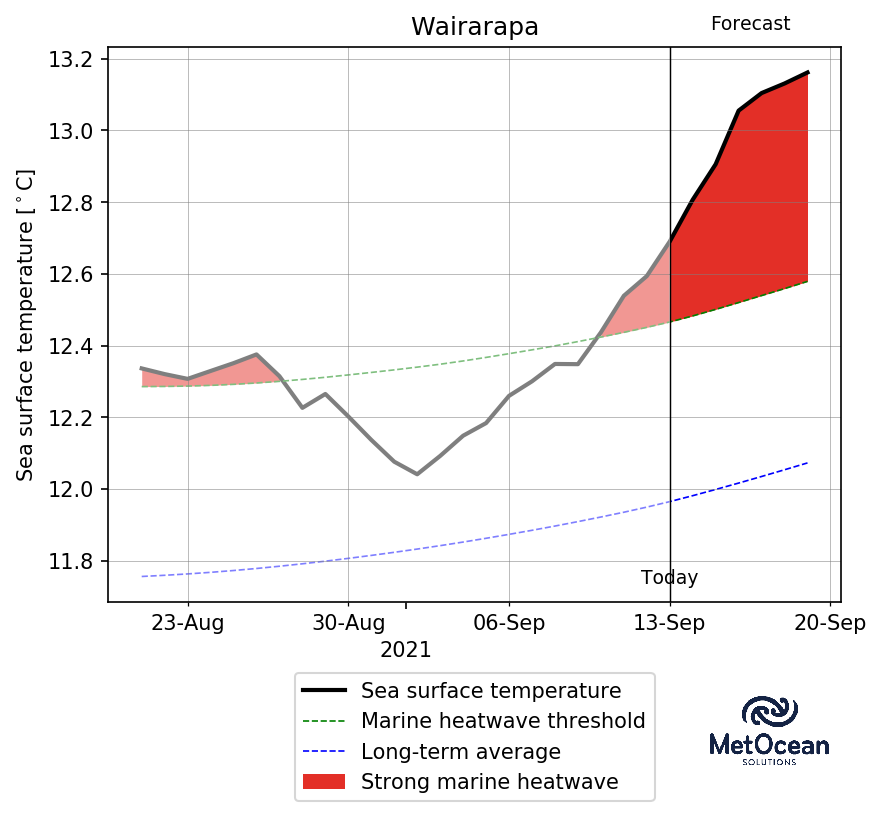 Wairarapa
Forecast
Sea surface temperature [°C]
13.2
13.0
12.8
12.6
12.4
12.2
12.0
11.8
Today
23-Aug 30-Aug 06-Sep 13-Sep 20-Sep
2021
Sea surface temperature
Marine heatwave threshold
Long-term average
Strong marine heatwave
MetOcean
SOLUTIONS